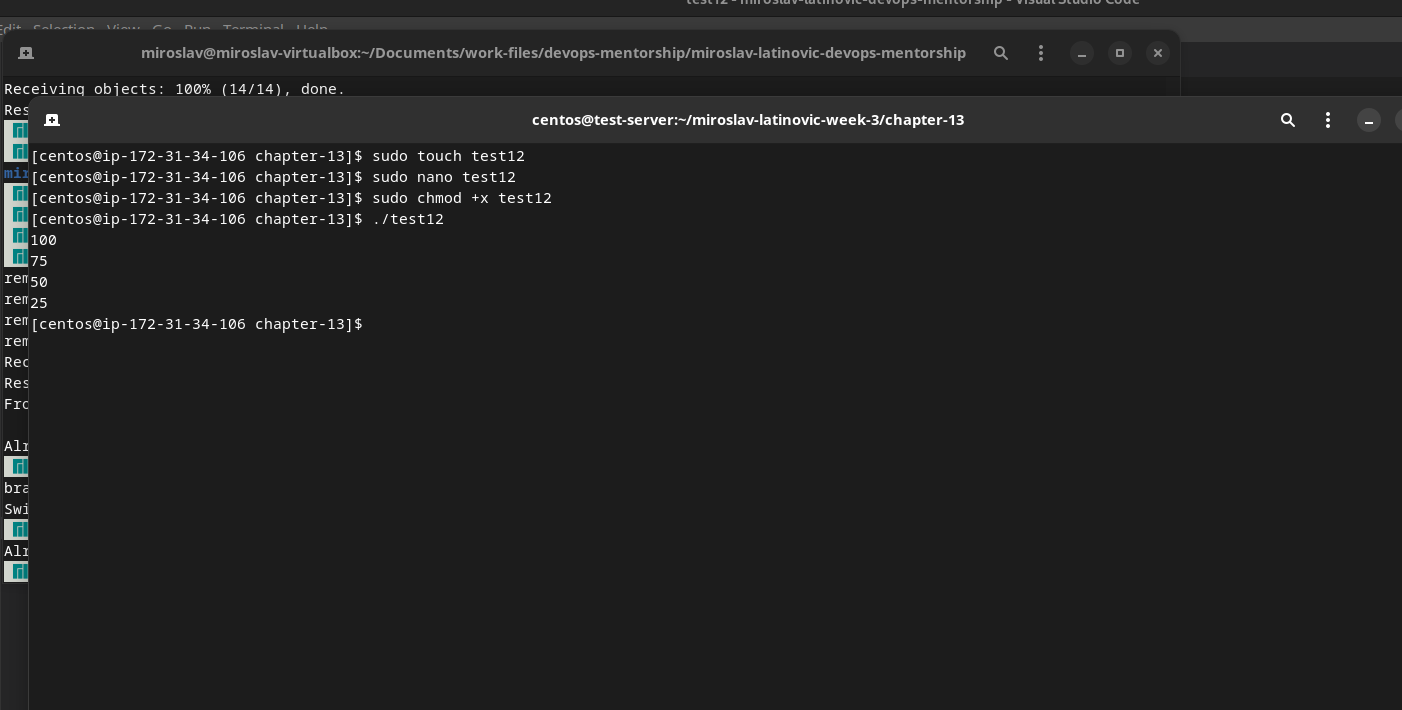 test12 - miroslav-latinovic-devops-mentorship - Visual Studio Code
Edit Selection View Go Run Terminal Help
miroslav@miroslav-virtualbox:~/Documents/work-files/devops-mentorship/miroslav-latinovic-devops-mentorship
Receiving objects: 100% (14/14), done.
Res
centos@test-server:~/miroslav-latinovic-week-3/chapter-13
[centos@ip-172-31-34-106 chapter-13]$ sudo touch test12
[centos@ip-172-31-34-106 chapter-13]$ sudo nano test12
mir
[centos@ip-172-31-34-106 chapter-13]$ sudo chmod +x test12
[centos@ip-172-31-34-106 chapter-13]$ ./test12
100
75
50
25
[centos@ip-172-31-34-106 chapter-13]$
rem
rem
rem
rem
Rec
Res
Fro
Alr
bra
Swi
Alr